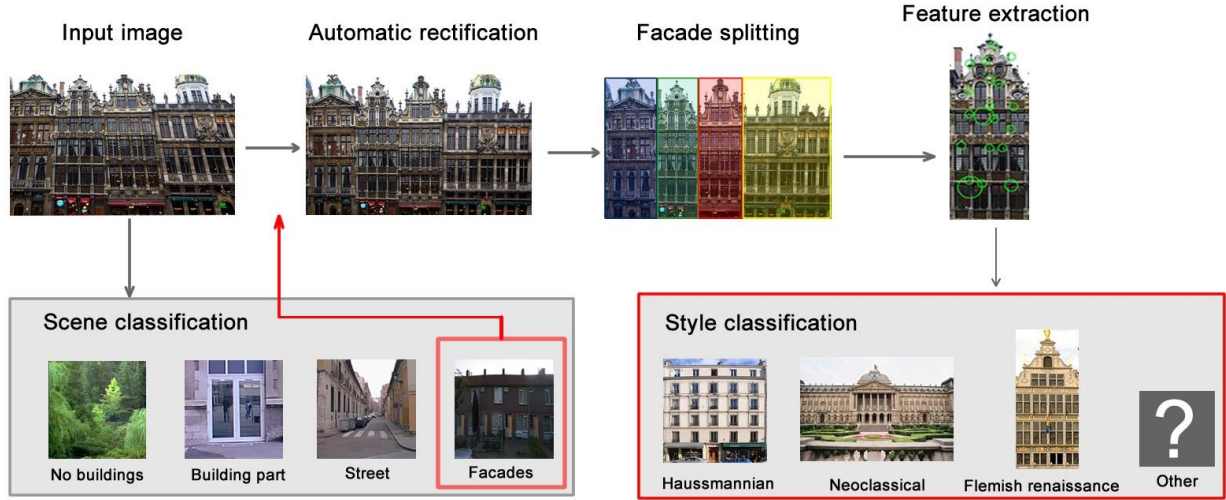 Input image
Automatic rectification
Facade splitting
Feature extraction
Scene classification
No buildings
Building part
Street
Facades
Style classification
Haussmannian
Neoclassical
Flemish renaissance
?
Other